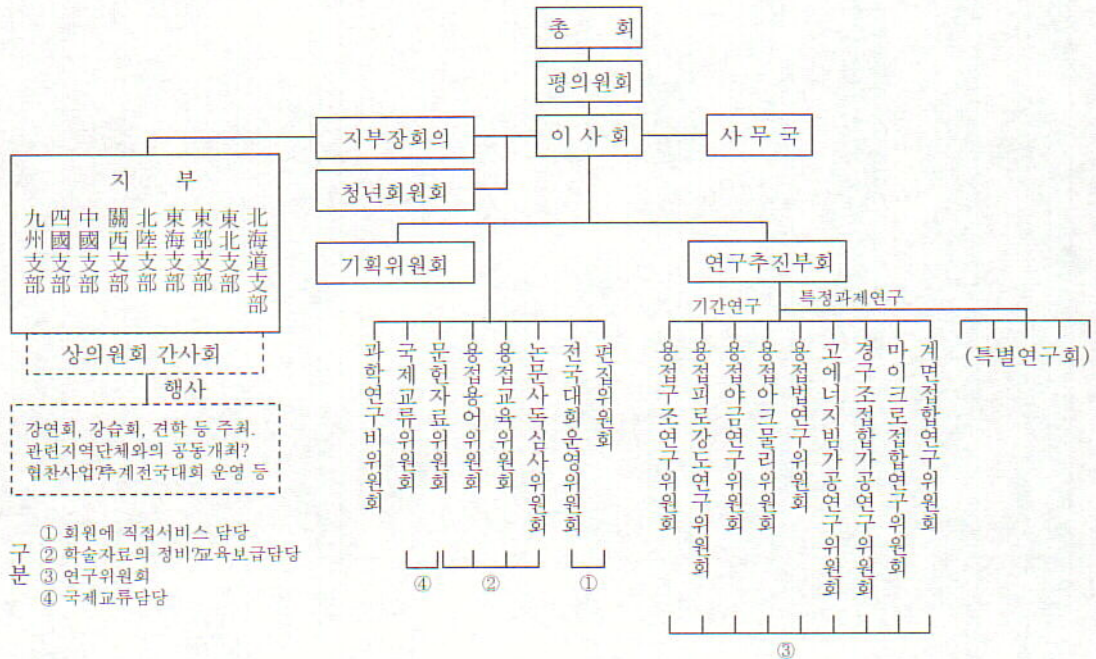 총 회
평의원회
지부장회의
이사회
사무국
청년회원회
지 부
九州支部
四國支部
中國支部
關西支部
北陸支部
東海支部
東部支部
東北支部
北海道支部
상의원회 간사회
행사
강연회, 강습회, 견학 등 주최.
관련지역단체와의 공동개최?
협찬사업?추계전국대회 운영 등
기획위원회
연구추진부회
기간연구
특정과제연구
과학연구비위원회
국제교류위원회
문헌자료위원회
용접용어위원회
용접교육위원회
논문사독심사위원회
전국대회운영위원회
편집위원회
용접구조연구위원회
용접피로강도연구위원회
용접야금연구위원회
용접아크물리위원회
용접법연구위원회
고에너지빔가공연구위원회
경구조접합가공연구위원회
마이크로접합연구위원회
계면접합연구위원회
(특별연구회)
④
②
①
③
구분
① 회원에 직접서비스 담당
② 학술자료의 정비?교육보급담당
③ 연구위원회
④ 국제교류담당